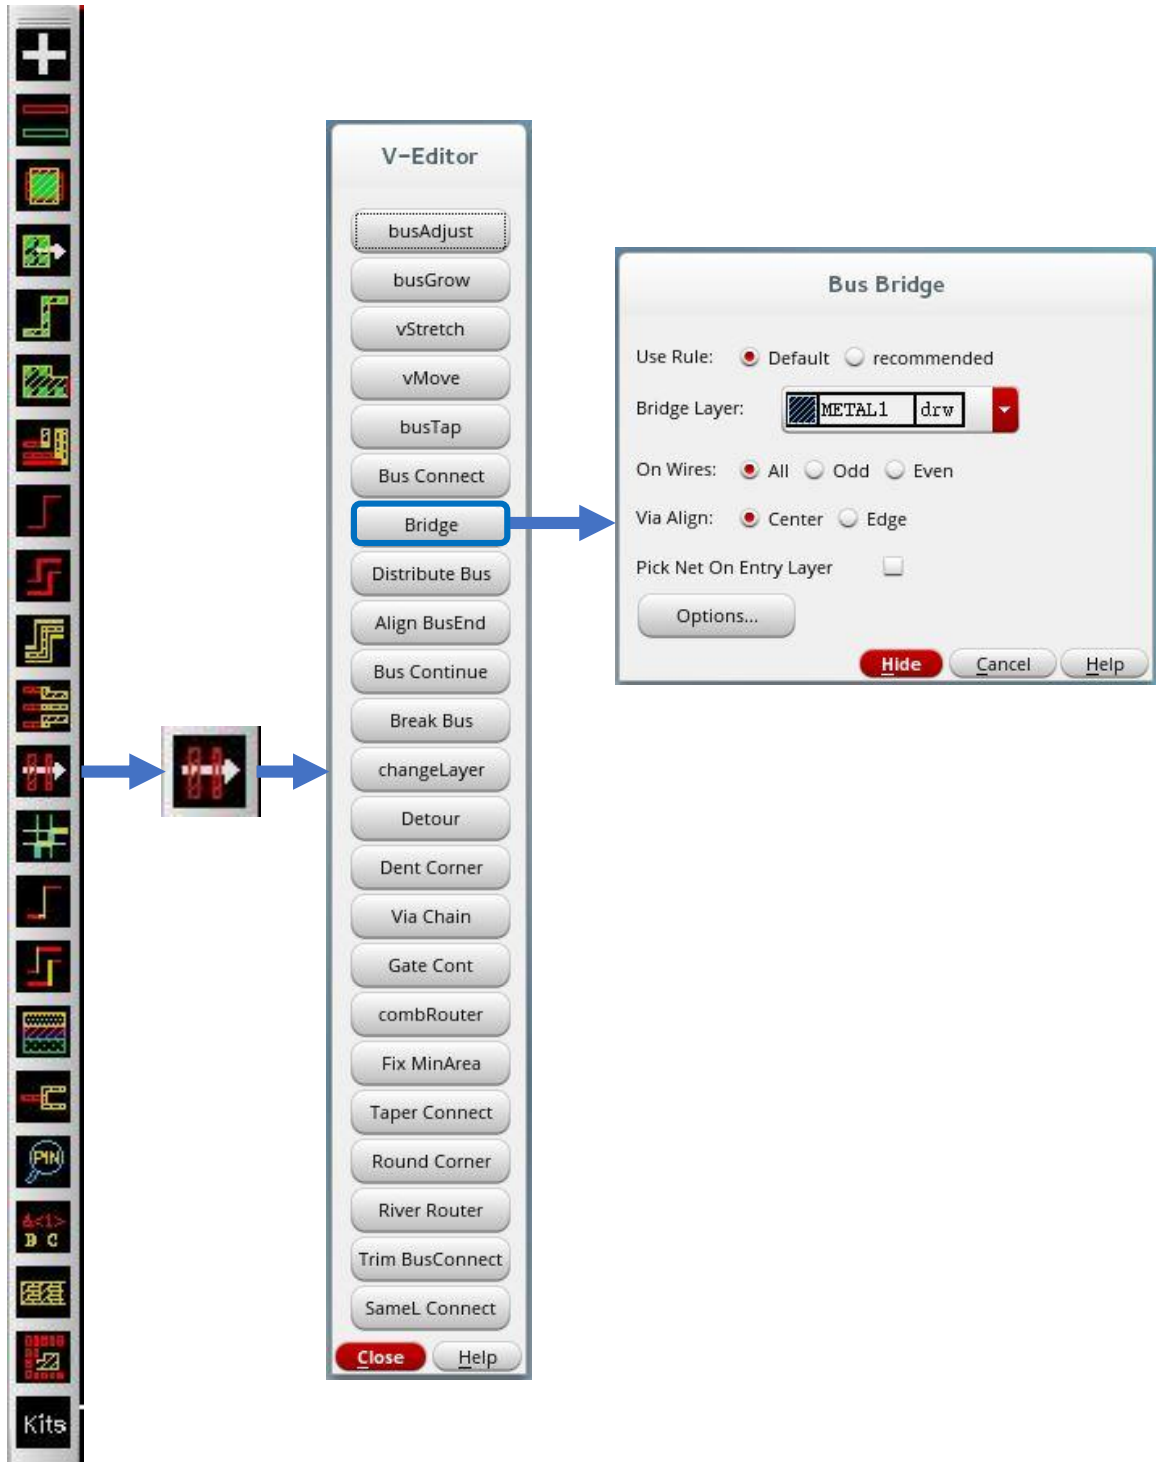 PIN
&<1>
B C
Kits
V-Editor
busAdjust
busGrow
vStretch
vMove
busTap
Bus Connect
Bridge
Distribute Bus
Align BusEnd
Bus Continue
Break Bus
changeLayer
Detour
Dent Corner
Via Chain
Gate Cont
combRouter
Fix MinArea
Taper Connect
Round Corner
River Router
Trim BusConnect
SameL Connect
Close Help
Bus Bridge
Use Rule: Default recommended
Bridge Layer: METAL1 drw
On Wires: All Odd Even
Via Align: Center Edge
Pick Net On Entry Layer
Options...
Hide Cancel Help